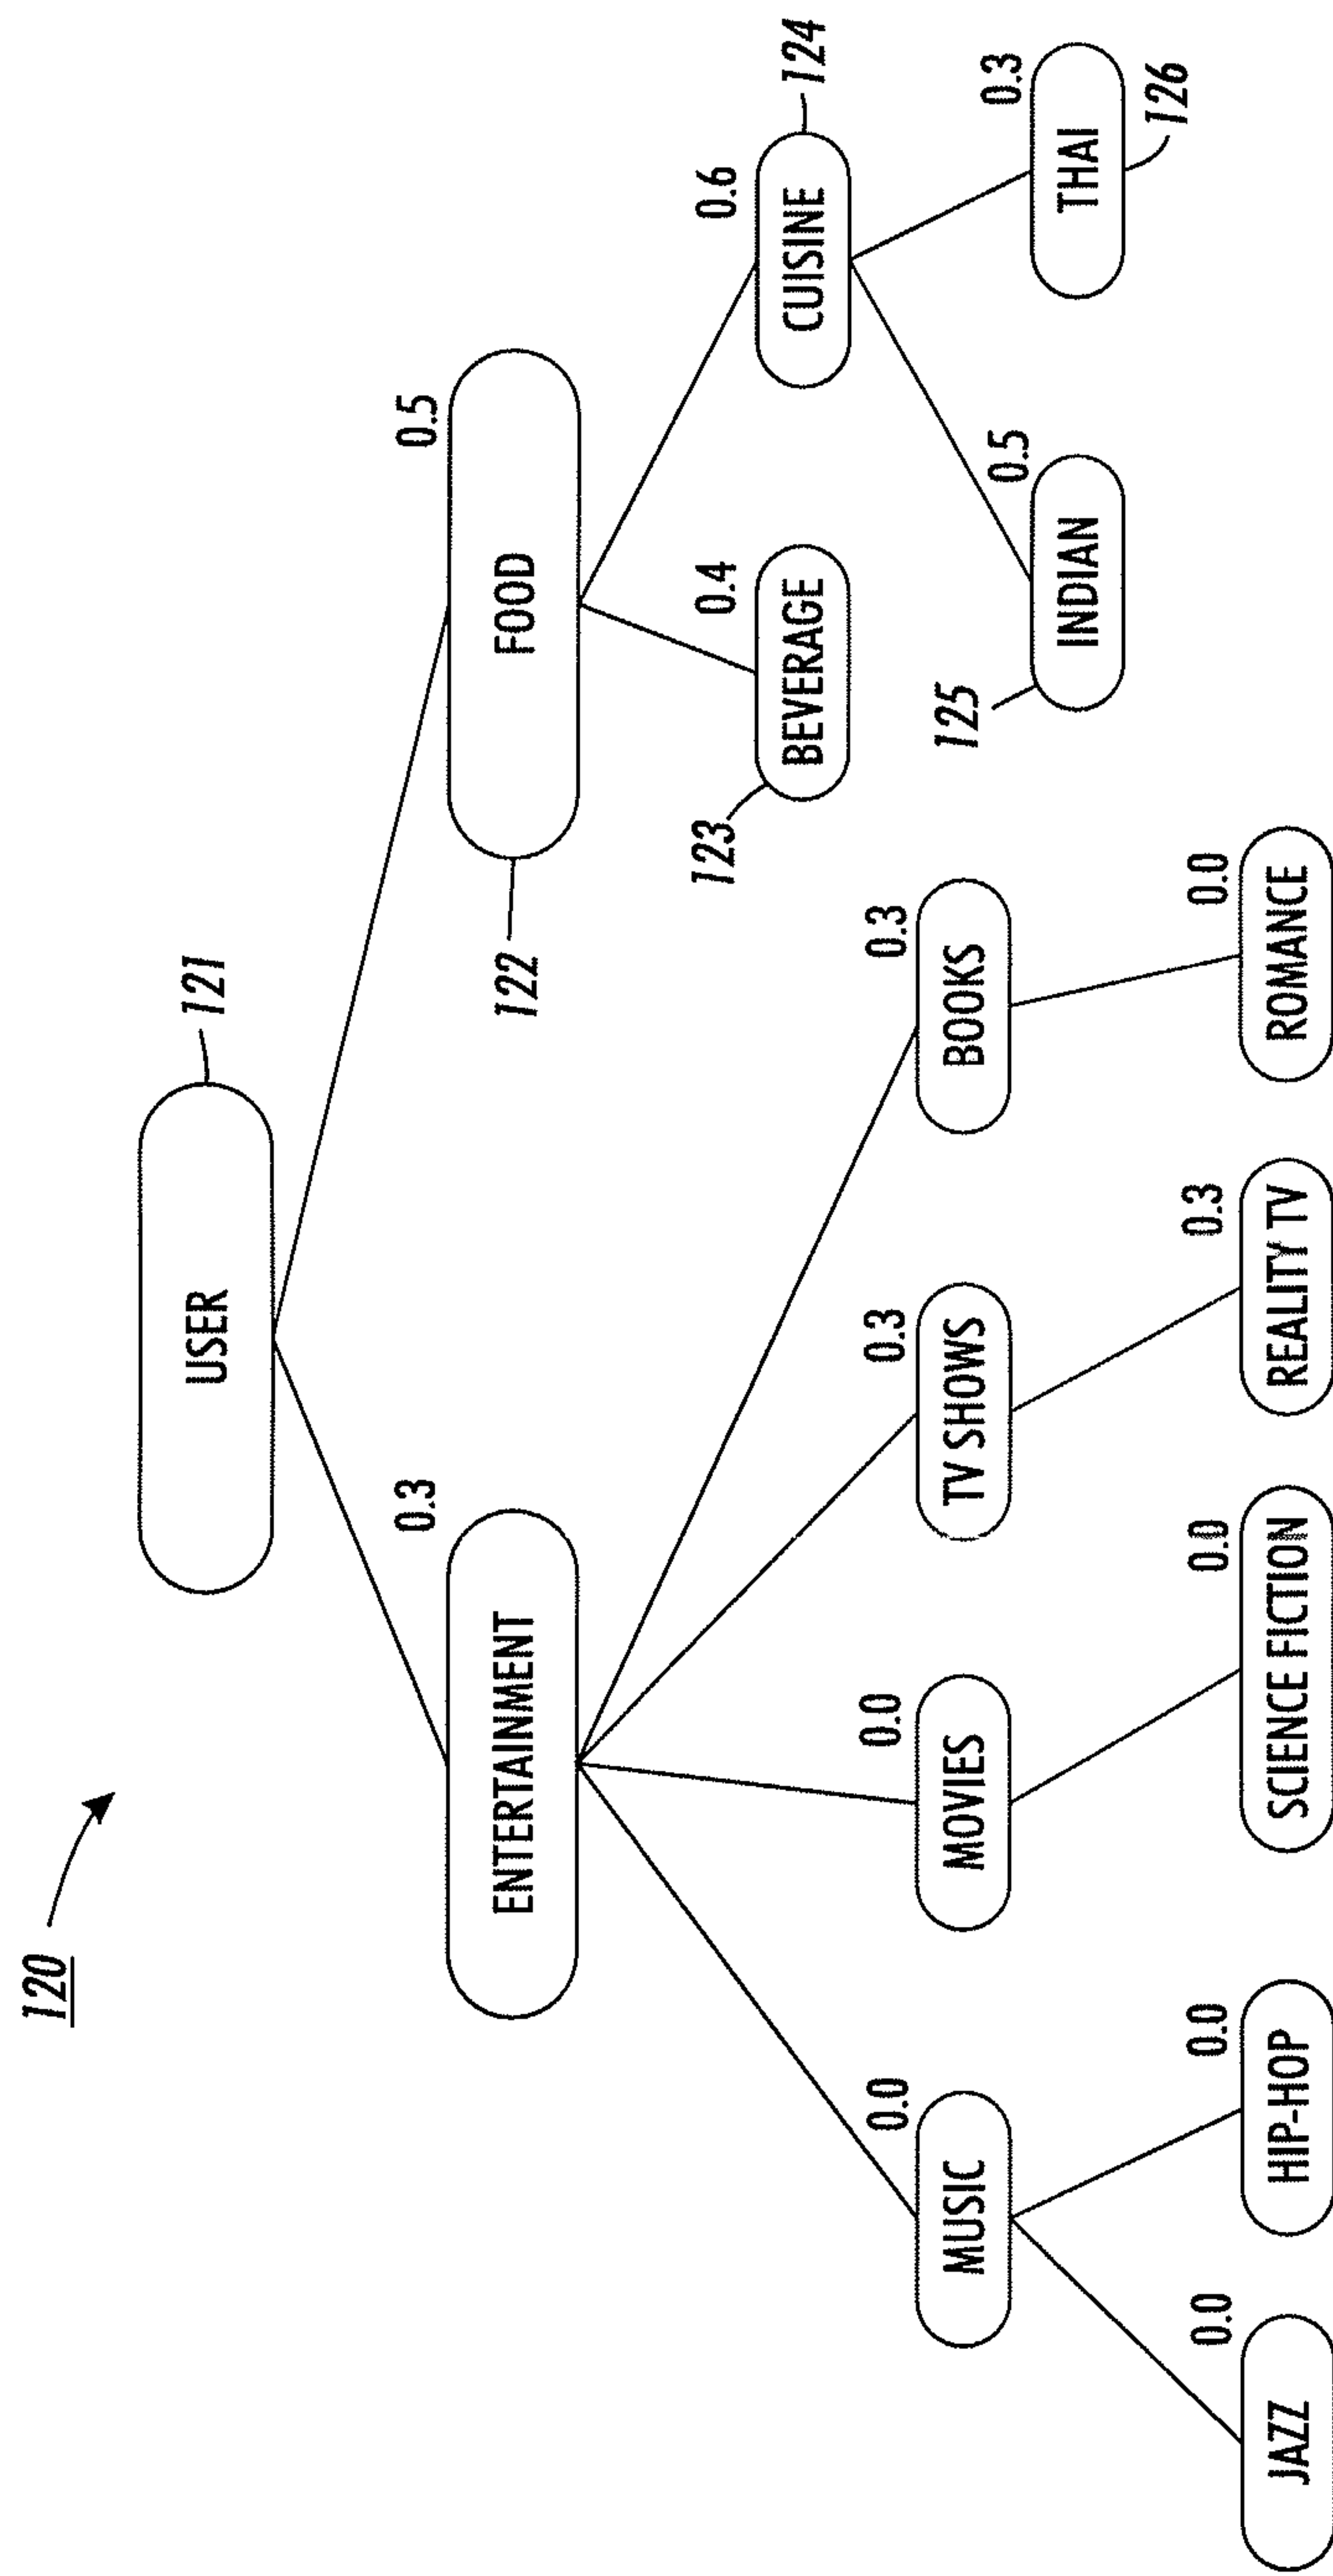 120
USER
121
0.3
ENTERTAINMENT
0.5
FOOD
122
0.4
BEVERAGE
123
0.6
CUISINE
124
0.0
MUSIC
0.0
MOVIES
0.3
TV SHOWS
0.3
BOOKS
0.5
INDIAN
125
0.3
THAI
126
0.0
JAZZ
0.0
HIP-HOP
0.0
SCIENCE FICTION
0.3
REALITY TV
0.0
ROMANCE